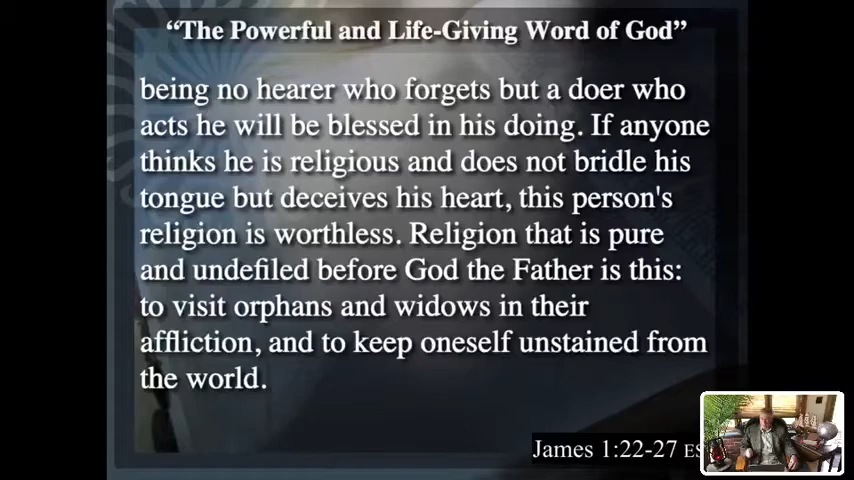 “The Powerful and Life-Giving Word of God”
being no hearer who forgets but a doer who
acts he will be blessed in his doing. If anyone
thinks he is religious and does not bridle his
tongue but deceives his heart, this person's
religion is worthless. Religion that is pure
and undefiled before God the Father is this:
to visit orphans and widows in their
affliction, and to keep oneself unstained from
the world.
James 1:22-27